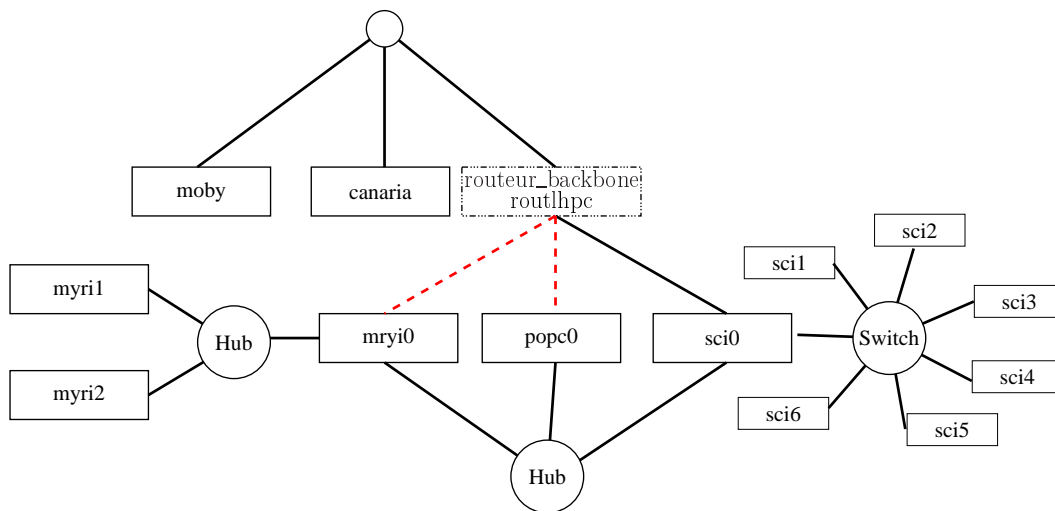 moby
canaria
routeur_backbone
routlhpc
sci2
sci1
myri1
sci3
Hub
mryi0
popc0
sci0
Switch
myri2
sci4
sci6
sci5
Hub